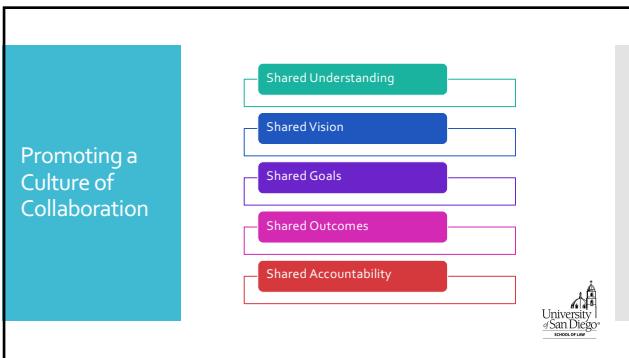 Promoting a
Culture of
Collaboration
Shared Understanding
Shared Vision
Shared Goals
Shared Outcomes
Shared Accountability
University
of San Diego®
SCHOOL OF LAW